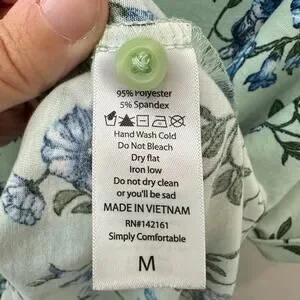 95% Polyester
5% Spandex
Hand Wash Cold
Do Not Bleach
Dry flat
Iron low
Do not dry clean
or you'll be sad
MADE IN VIETNAM
RN#142161
Simply Comfortable
M